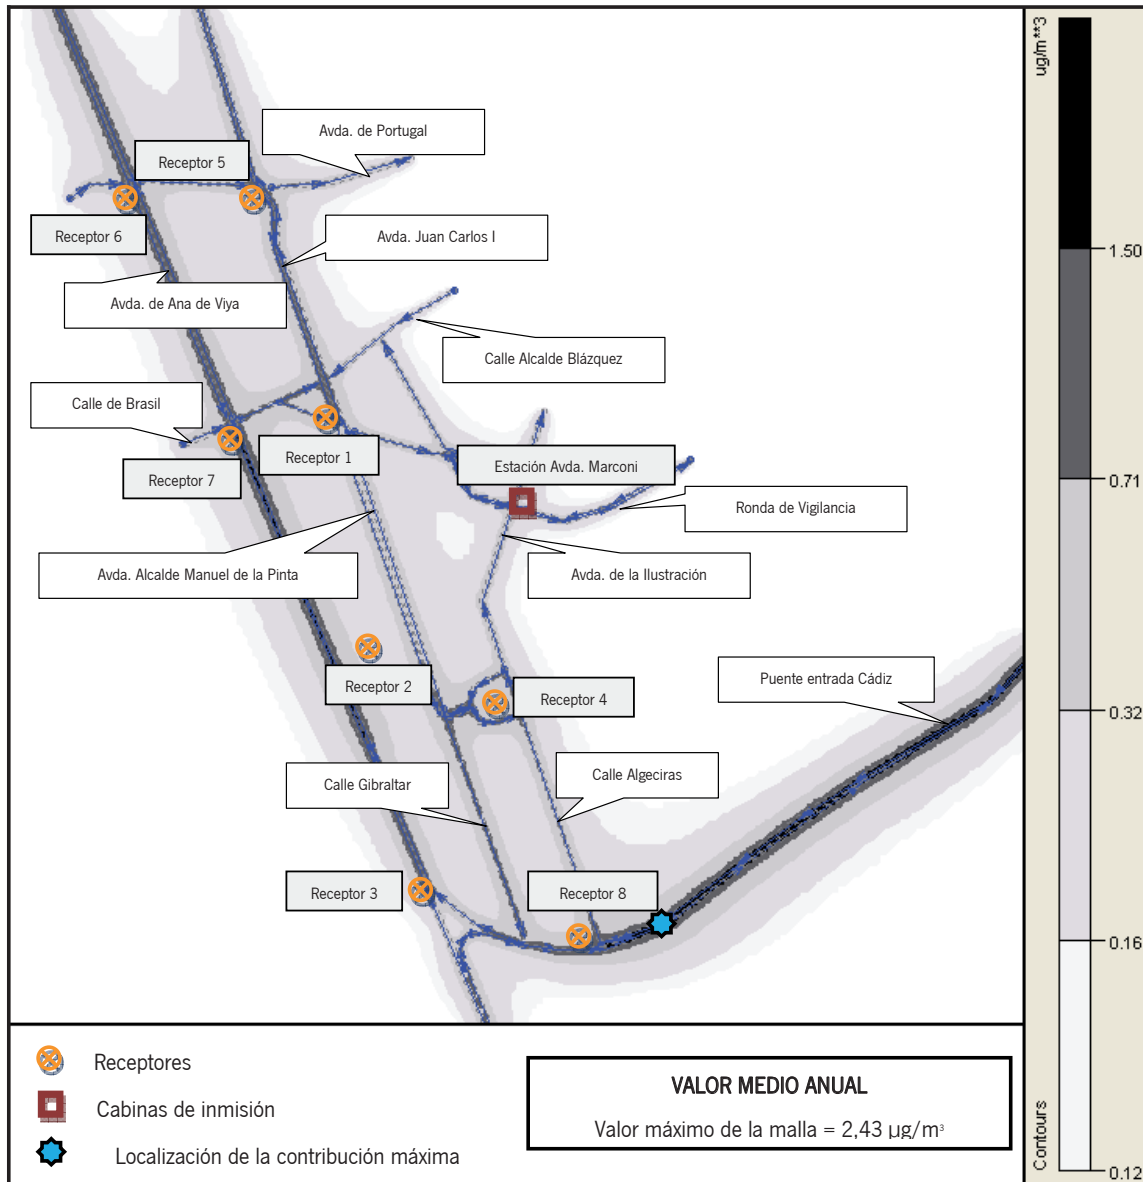 ug/m**3
Avda. de Portugal
Receptor 5
Receptor 6
Avda. Juan Carlos I
1.50
Avda. de Ana de Viya
Calle Alcalde Blázquez
Calle de Brasil
Receptor 1
Estación Avda. Marconi
Receptor 7
0.71
Ronda de Vigilancia
Avda. Alcalde Manuel de la Pinta
Avda. de la Ilustración
Receptor 2
Receptor 4
Puente entrada Cádiz
0.32
Calle Gibraltar
Calle Algeciras
Receptor 3
Receptor 8
0.16
Receptores
Cabinas de inmisión
Localización de la contribución máxima
VALOR MEDIO ANUAL
Valor máximo de la malla = 2,43 µg/m³
Contours
0.12